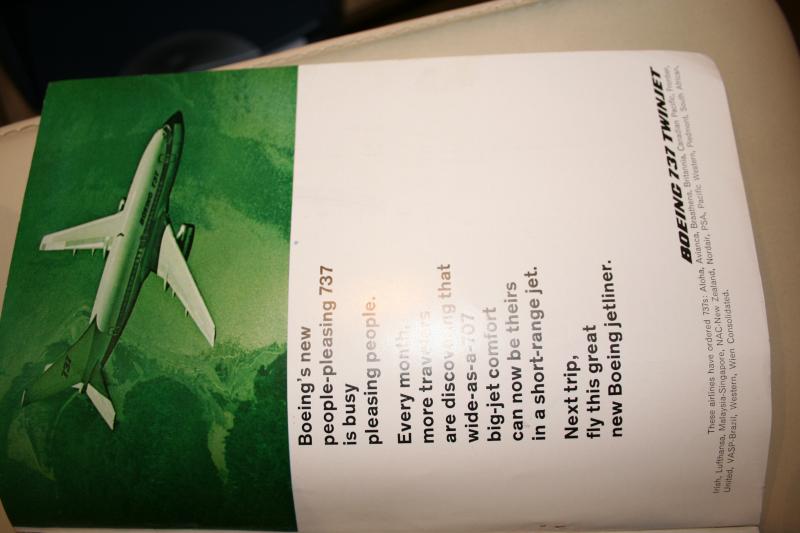 BOEING 737
737
Boeing's new
people-pleasing 737
is busy
pleasing people.
Every month,
more travelers
are discovering that
wide-as-a-707
big-jet comfort
can now be theirs
in a short-range jet.
Next trip,
fly this great
new Boeing jetliner.
BOEING 737 TWINJET
These airlines have ordered 737s: Aloha, Avianca, Braathens, Britannia, Canadian Pacific, Frontier,
Irish, Lufthansa, Malaysia-Singapore, NAC-New Zealand, Nordair, PSA, Pacific Western, Piedmont, South African,
United, VASP-Brazil, Western, Wien Consolidated.